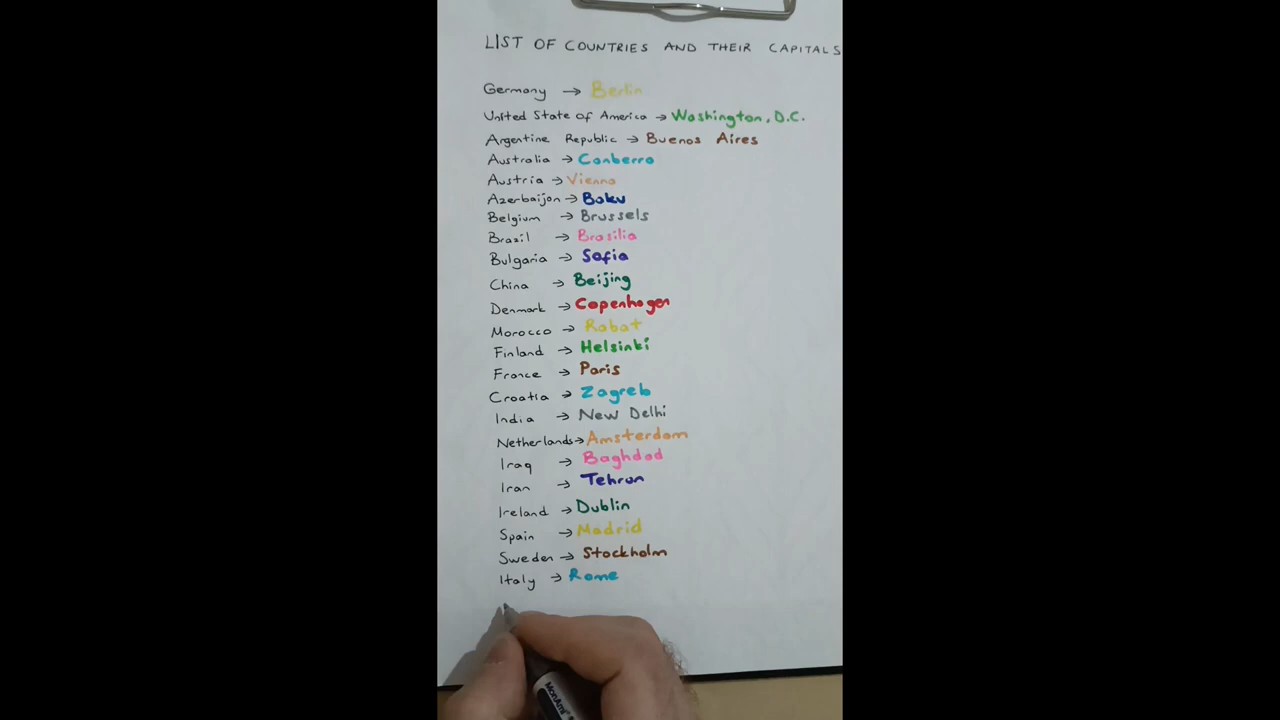 LIST OF COUNTRIES AND THEIR CAPITALS
Germany → Berlin
United State of America → Washington, D.C.
Argentine Republic → Buenos Aires
Australia → Canberra
Austria → Vienna
Azerbaijan → Baku
Belgium → Brussels
Brazil → Brasilia
Bulgaria → Sofia
China → Beijing
Denmark → Copenhagen
Morocco → Rabat
Finland → Helsinki
France → Paris
Croatia → Zagreb
India → New Delhi
Netherlands → Amsterdam
Iraq → Baghdad
Iran → Tehran
Ireland → Dublin
Spain → Madrid
Sweden → Stockholm
Italy → Rome
MonAmi